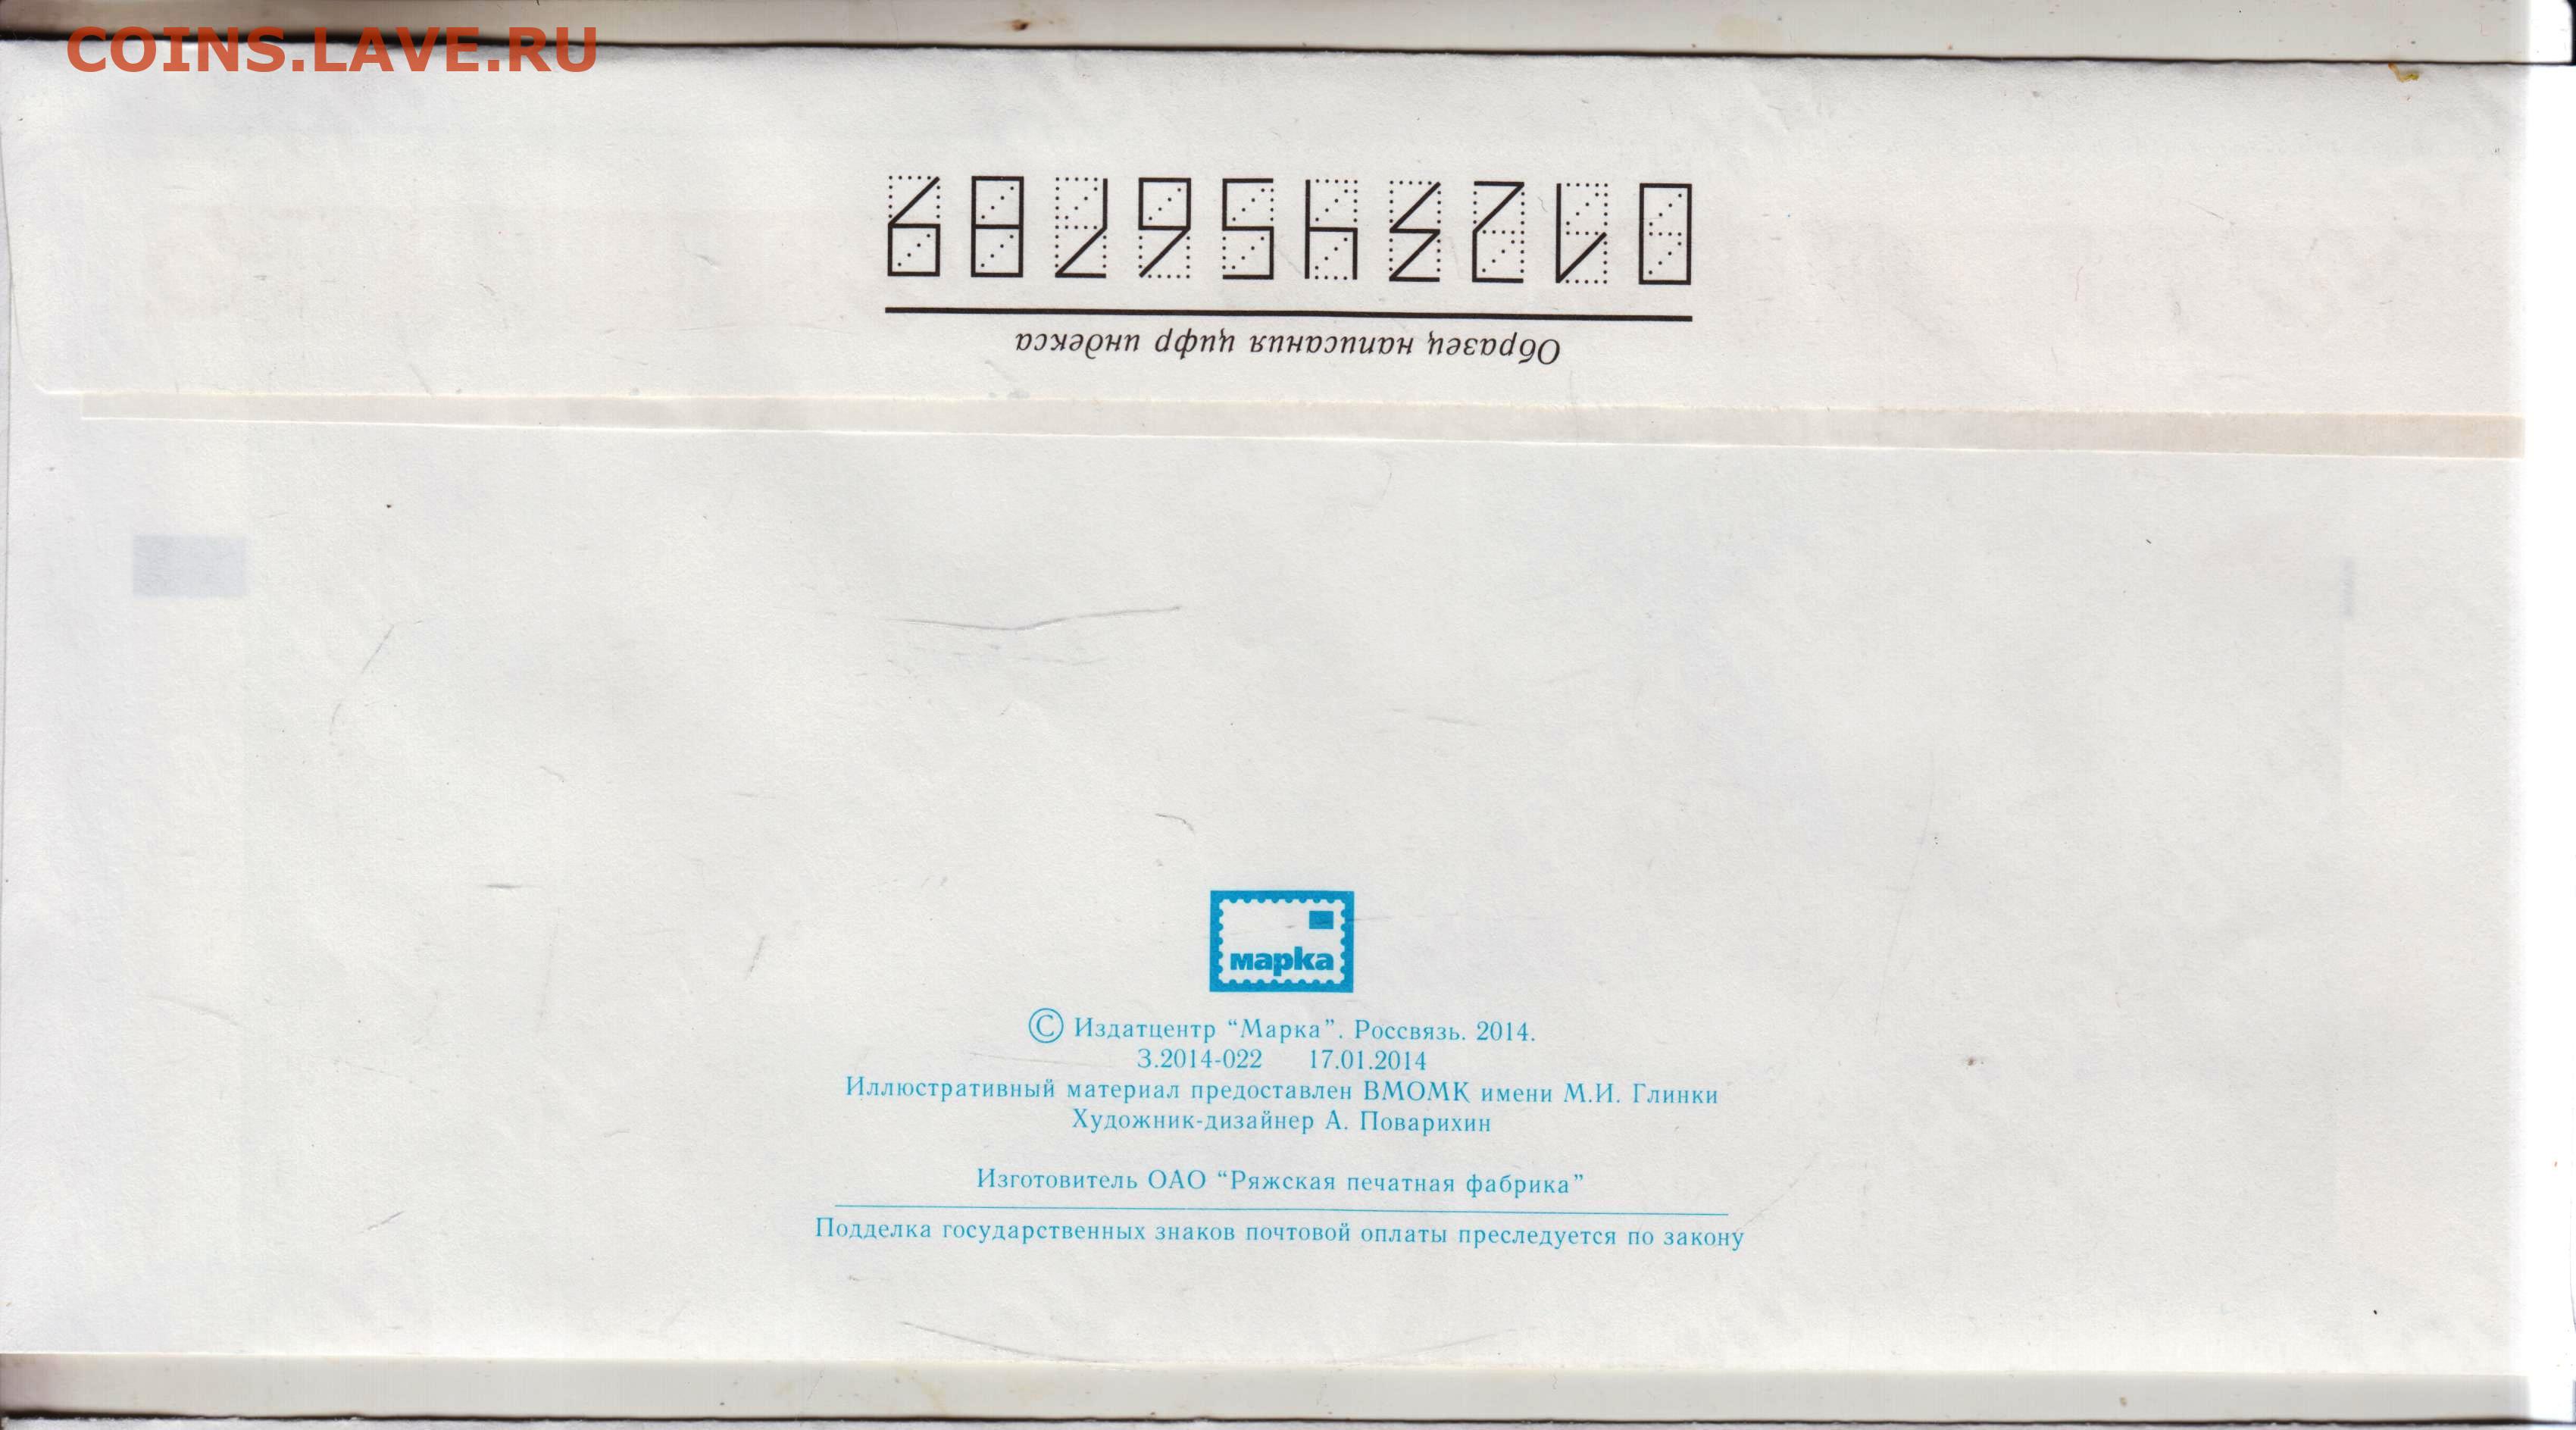 COINS.LAVE.RU
Образец написания цифр индекса
0123456789
марка
© Издатцентр “Марка”. Россвязь. 2014.
З.2014-022 17.01.2014
Иллюстративный материал предоставлен ВМОМК имени М.И. Глинки
Художник-дизайнер А. Поварихин
Изготовитель ОАО “Ряжская печатная фабрика”
Подделка государственных знаков почтовой оплаты преследуется по закону